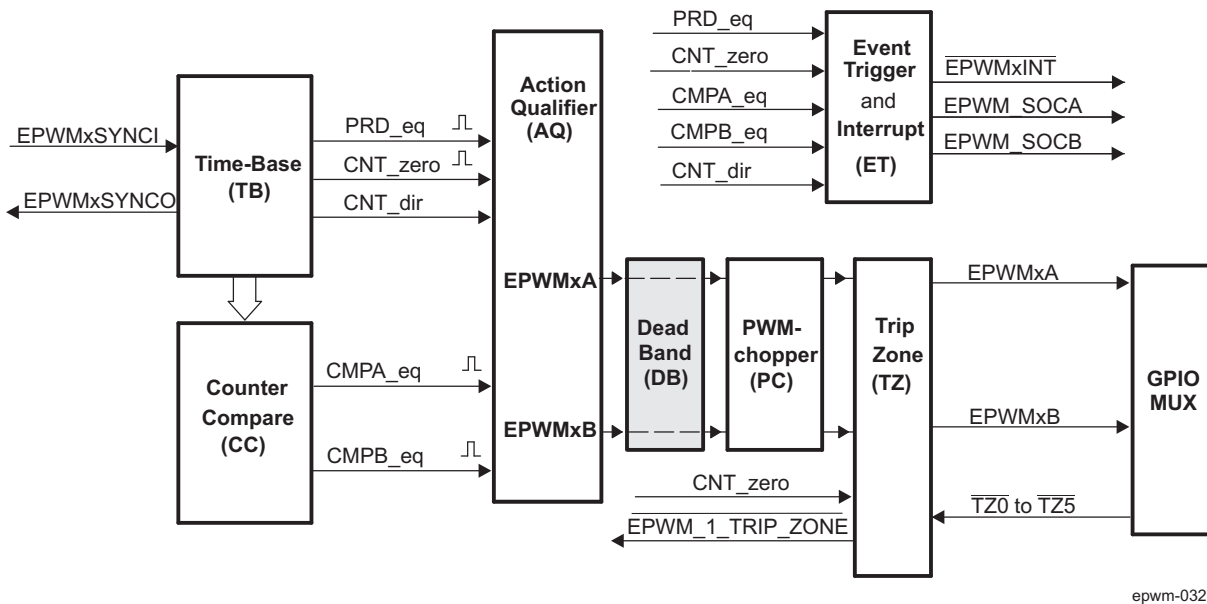 EPWMxSYNCI
EPWMxSYNCO
Time-Base
(TB)
PRD_eq
CNT_zero
CNT_dir
Counter
Compare
(CC)
CMPA_eq
CMPB_eq
Action
Qualifier
(AQ)
EPWMxA
EPWMxB
PRD_eq
CNT_zero
CMPA_eq
CMPB_eq
CNT_dir
Event
Trigger
and
Interrupt
(ET)
EPWMxINT
EPWM_SOCA
EPWM_SOCB
Dead
Band
(DB)
PWM-
chopper
(PC)
Trip
Zone
(TZ)
CNT_zero
EPWM_1_TRIP_ZONE
EPWMxA
EPWMxB
TZ0 to TZ5
GPIO
MUX
epwm-032